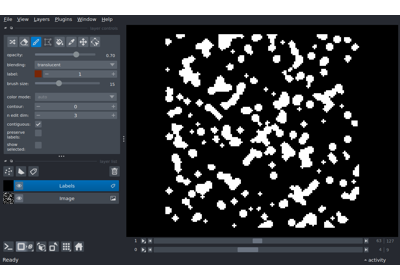 File View Layers Plugins Window Help
opacity: 0.70
blending: translucent
label: 1
brush size:
color mode:
contour: 0
n edit dim: 3
contiguous:
preserve labels:
show selected:
Labels
Image
1
0
Ready
activity